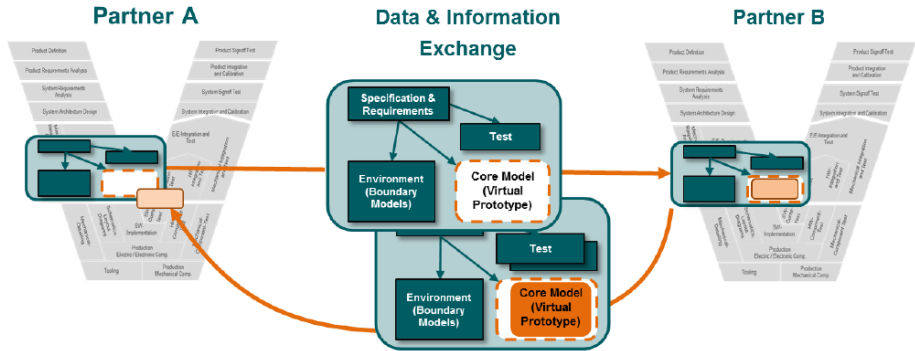 Partner A
Data & Information
Exchange
Partner B
Product Definition
Product Requirements Analysis
System Requirements
Analysis
System Architecture Design
Product Signoff Test
Product Integration
and Calibration
System Signoff Test
System Integration and Calibration
E/E Integration and
Test
Implementation
Production
Electric / Electronic Comp.
Tooling
Production
Mechanical Comp.
Specification &
Requirements
Test
Environment
(Boundary
Models)
Core Model
(Virtual
Prototype)
Test
Environment
(Boundary
Models)
Core Model
(Virtual
Prototype)
Product Definition
Product Requirements Analysis
System Requirements
Analysis
System Architecture Design
Product Signoff Test
Product Integration
and Calibration
System Signoff Test
System Integration and Calibration
E/E Integration and
Test
Mechanical Integration
and Test
Implementation
Production
Electric / Electronic Comp.
Tooling
Production
Mechanical Comp.